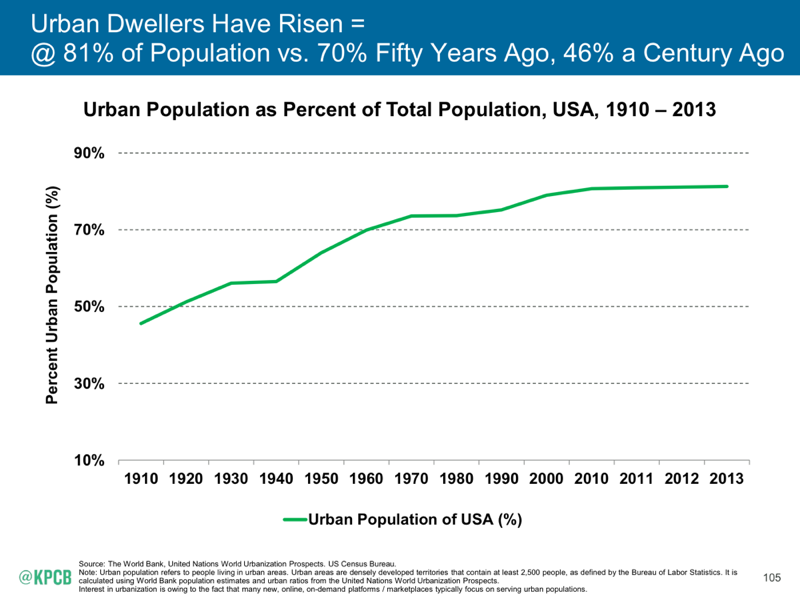 Urban Dwellers Have Risen =
@ 81% of Population vs. 70% Fifty Years Ago, 46% a Century Ago
Urban Population as Percent of Total Population, USA, 1910 – 2013
Percent Urban Population (%)
90%
70%
50%
30%
10%
1910 1920 1930 1940 1950 1960 1970 1980 1990 2000 2010 2011 2012 2013
Urban Population of USA (%)
@KPCB
Source: The World Bank, United Nations World Urbanization Prospects. US Census Bureau.
Note: Urban population refers to people living in urban areas. Urban areas are densely developed territories that contain at least 2,500 people, as defined by the Bureau of Labor Statistics. It is
calculated using World Bank population estimates and urban ratios from the United Nations World Urbanization Prospects.
Interest in urbanization is owing to the fact that many new, online, on-demand platforms / marketplaces typically focus on serving urban populations.
105